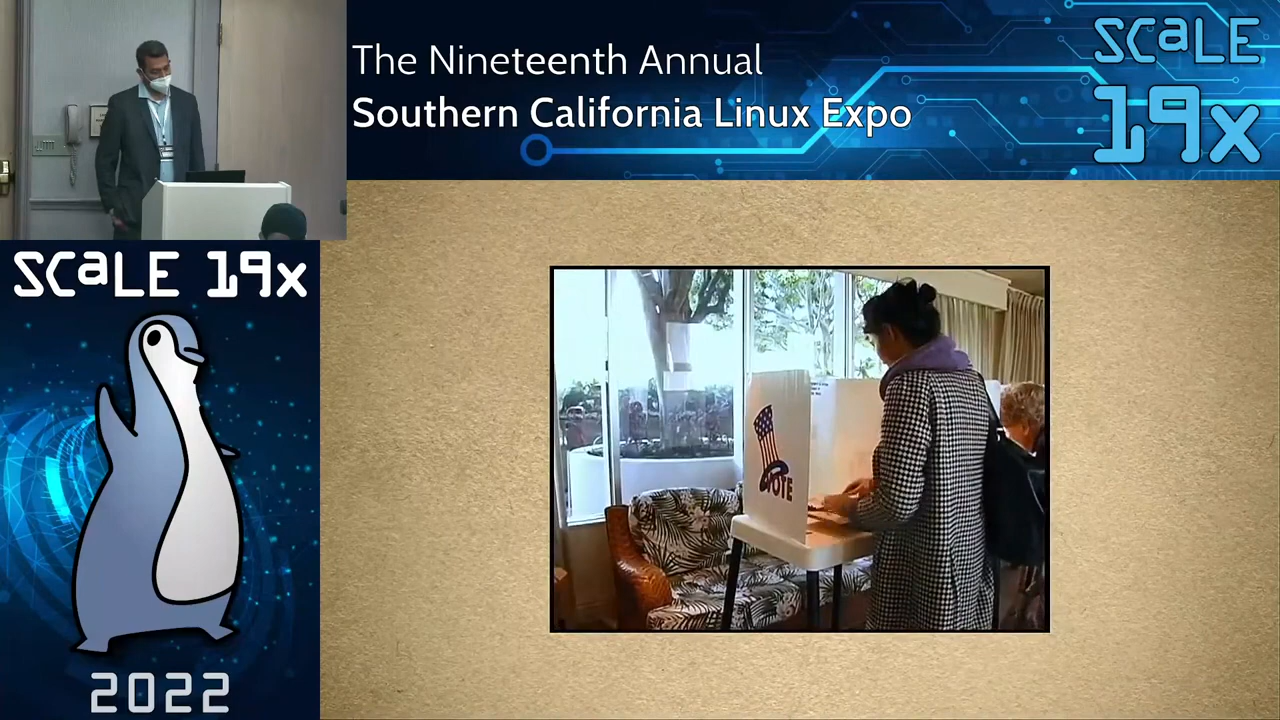 The Nineteenth Annual
Southern California Linux Expo
SCaLE
19x
SCaLE 19x
VOTE
2022